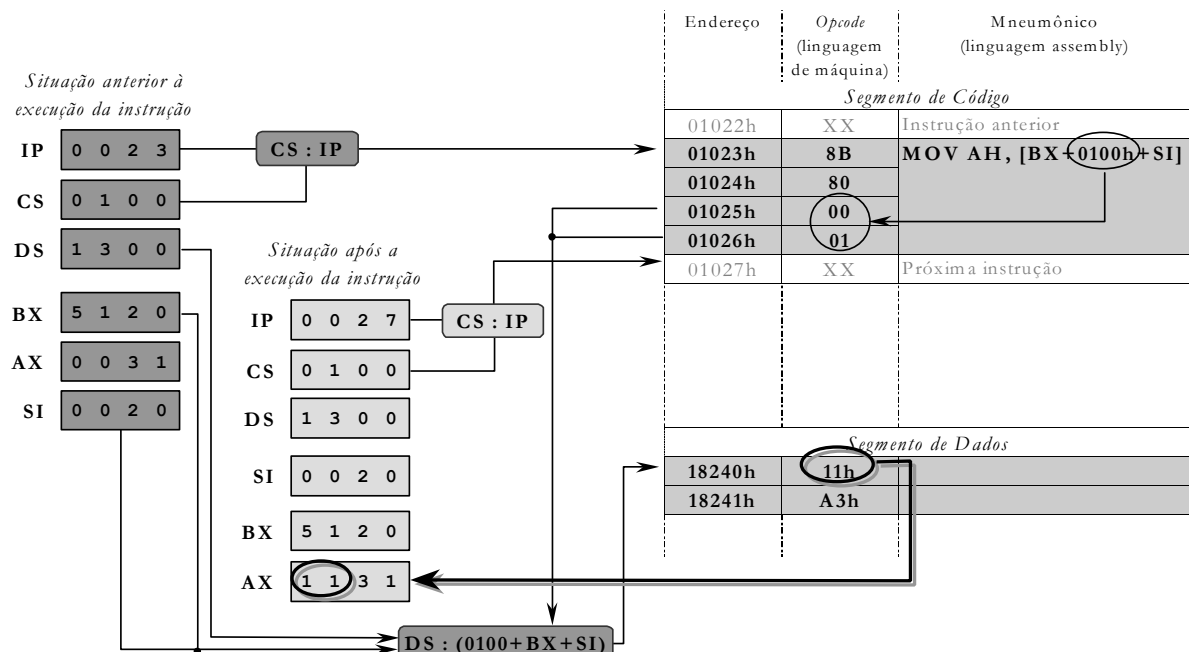 Endereço
Opcode
(linguagem
de máquina)
Mneumônico
(linguagem assembly)
Situação anterior à
execução da instrução
IP 0 0 2 3
CS : IP
CS 0 1 0 0
DS 1 3 0 0
BX 5 1 2 0
AX 0 0 3 1
SI 0 0 2 0
Segmento de Código
01022h XX Instrução anterior
01023h 8B MOV AH, [BX+0100h+SI]
01024h 80
01025h 00
01026h 01
01027h XX Próxima instrução
Situação após a
execução da instrução
IP 0 0 2 7
CS : IP
CS 0 1 0 0
DS 1 3 0 0
SI 0 0 2 0
BX 5 1 2 0
AX 1 1 3 1
Segmento de Dados
18240h 11h
18241h A3h
DS : (0100+BX+SI)